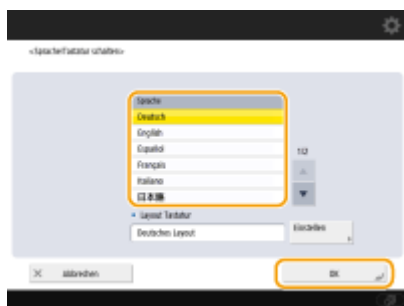 <Sprache/Tastatur schalten>
Sprache
Deutsch
English
Español
Français
Italiano
日本語
1/2
Layout Tastatur
Deutsches Layout
Einstellen
Abbrechen
OK